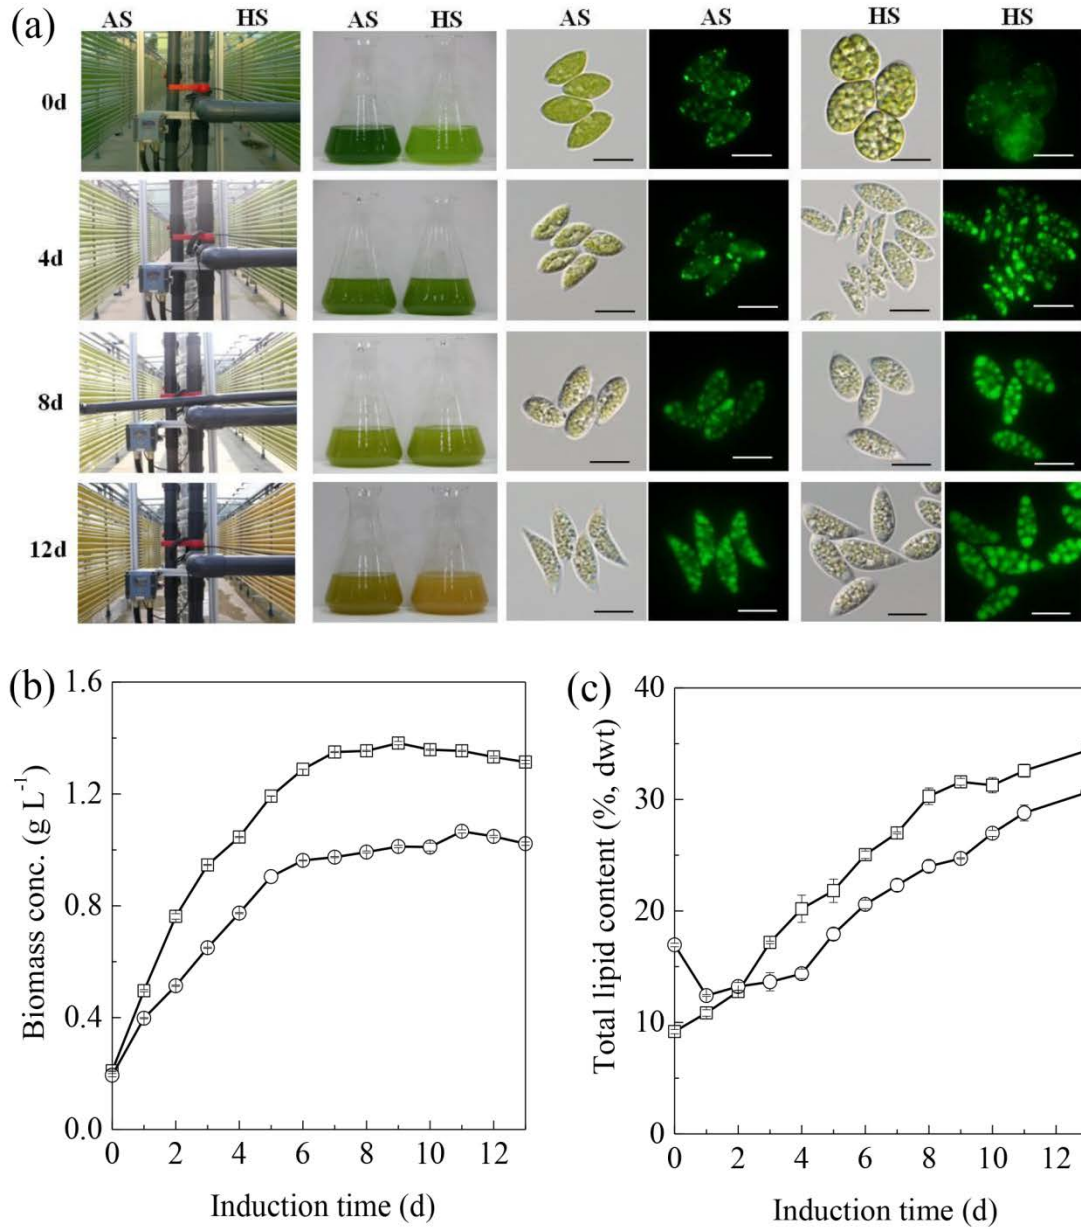 (a)
AS HS AS HS AS AS HS HS
0d
4d
8d
12d
(b)
1.6
1.2
0.8
0.4
0.0
Biomass conc. (g L⁻¹)
0 2 4 6 8 10 12
Induction time (d)
(c)
40
30
20
10
0
Total lipid content (%, dwt)
0 2 4 6 8 10 12
Induction time (d)